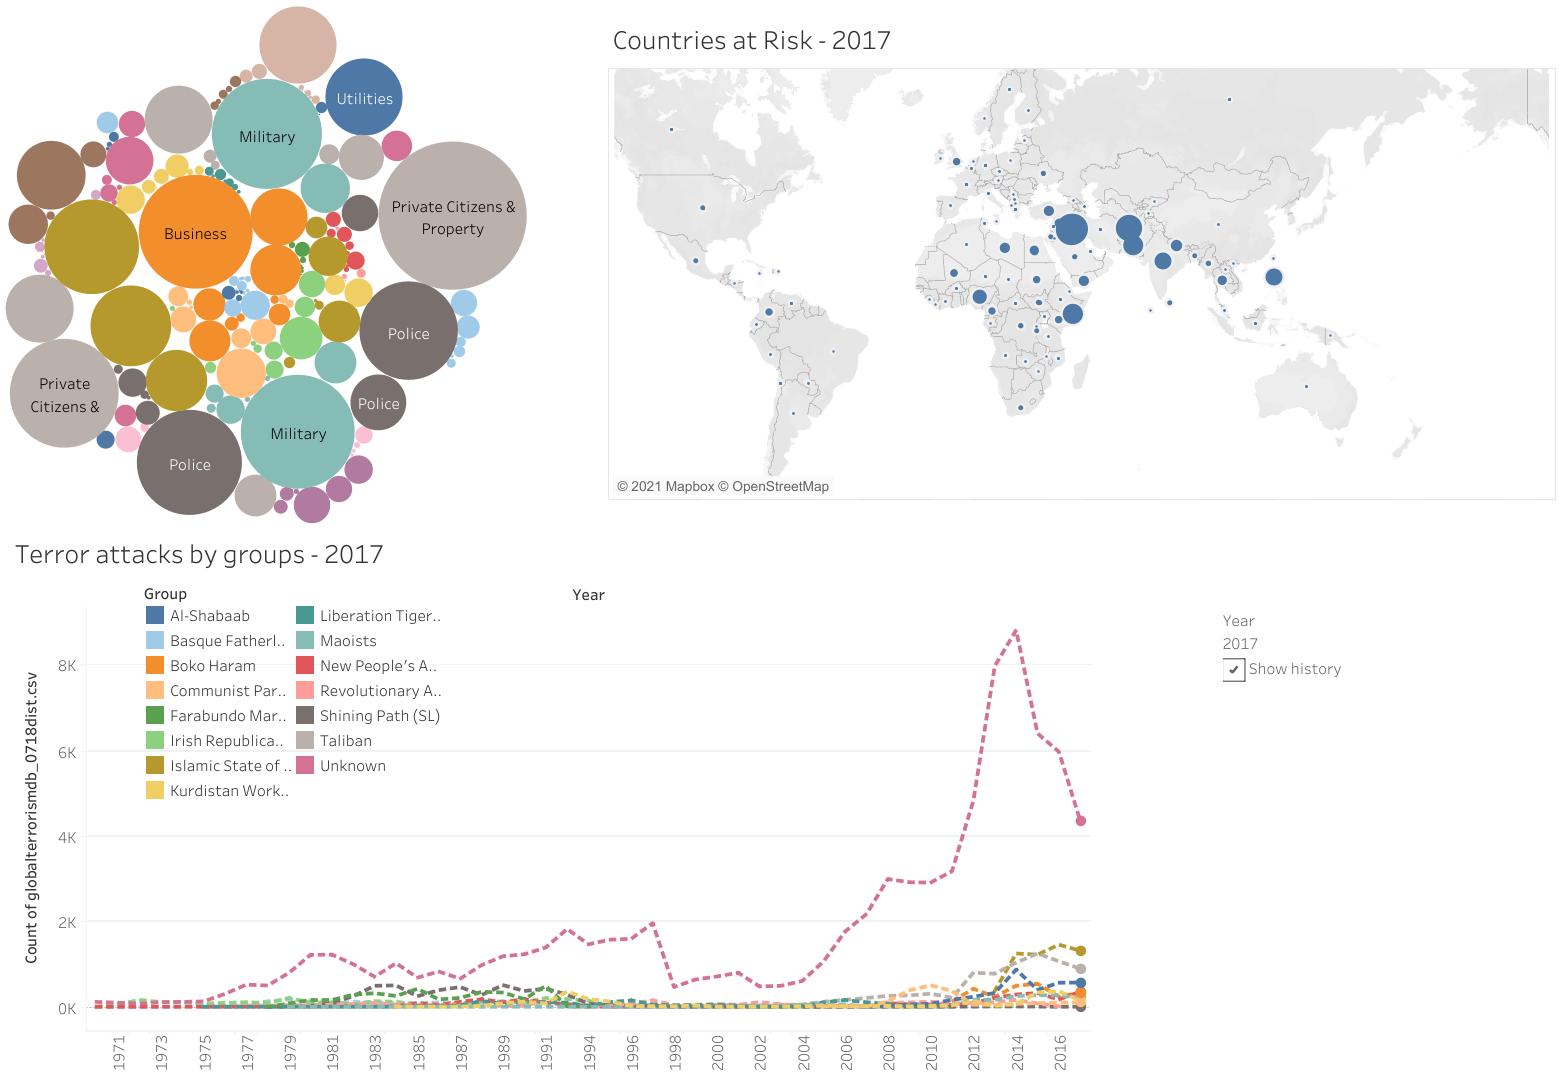 Utilities
Military
Private Citizens &
Property
Business
Police
Private
Citizens &
Police
Military
Police
Countries at Risk - 2017
© 2021 Mapbox © OpenStreetMap
Terror attacks by groups - 2017
Group
Al-Shabaab
Basque Fatherl..
Boko Haram
Communist Par..
Farabundo Mar..
Irish Republica..
Islamic State of ..
Kurdistan Work..
Liberation Tiger..
Maoists
New People's A..
Revolutionary A..
Shining Path (SL)
Taliban
Unknown
Year
Count of globalterrorismdb_0718dist.csv
8K
6K
4K
2K
0K
1971
1973
1975
1977
1979
1981
1983
1985
1987
1989
1991
1994
1996
1998
2000
2002
2004
2006
2008
2010
2012
2014
2016
Year
2017
Show history